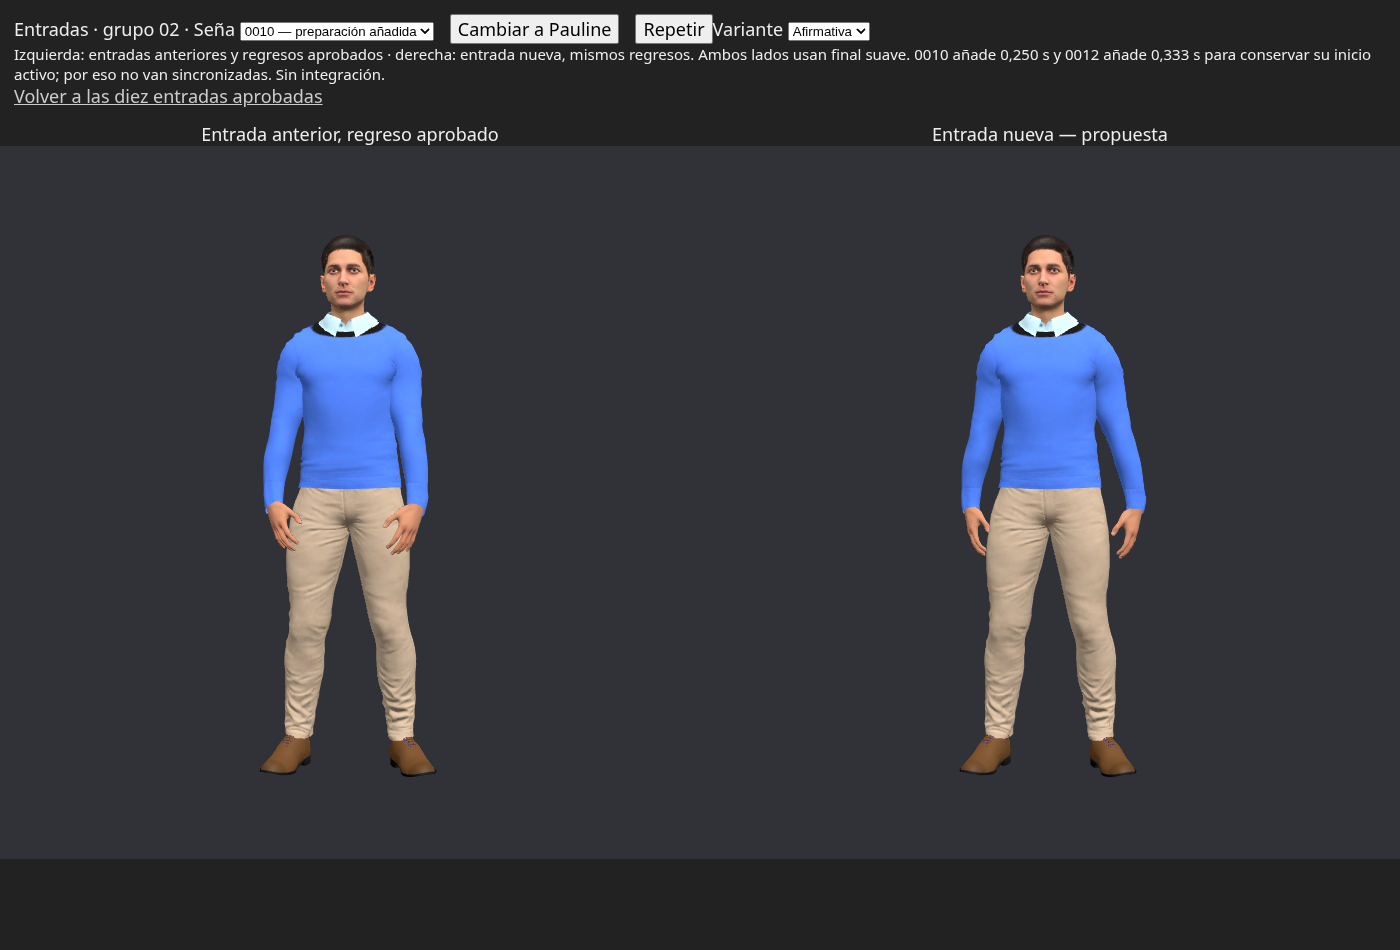 Entradas · grupo 02 · Seña 0010 — preparación añadida Cambiar a Pauline Repetir Variante Afirmativa
Izquierda: entradas anteriores y regresos aprobados · derecha: entrada nueva, mismos regresos. Ambos lados usan final suave. 0010 añade 0,250 s y 0012 añade 0,333 s para conservar su inicio
activo; por eso no van sincronizadas. Sin integración.
Volver a las diez entradas aprobadas
Entrada anterior, regreso aprobado
Entrada nueva — propuesta